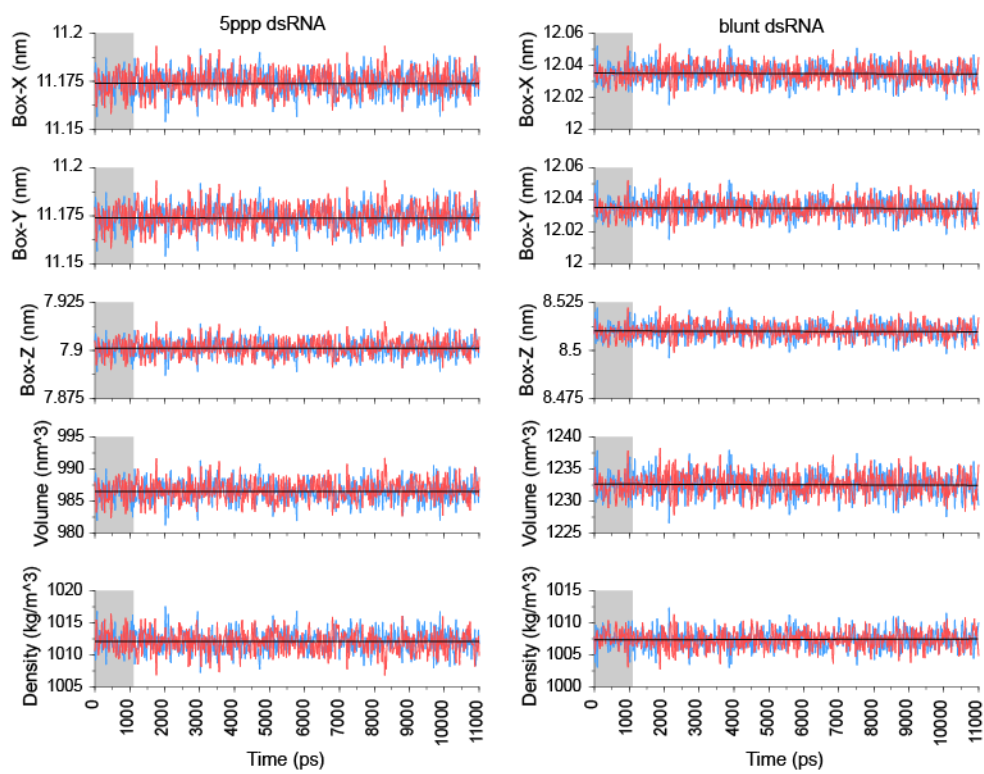 5ppp dsRNA
blunt dsRNA
Box-X (nm)
11.2
11.175
11.15
Box-X (nm)
12.06
12.04
12.02
12
Box-Y (nm)
11.2
11.175
11.15
Box-Y (nm)
12.06
12.04
12.02
12
Box-Z (nm)
7.925
7.9
7.875
Box-Z (nm)
8.525
8.5
8.475
Volume (nm^3)
995
990
985
980
Volume (nm^3)
1240
1235
1230
1225
Density (kg/m^3)
1020
1015
1010
1005
Density (kg/m^3)
1015
1010
1005
1000
0 1000 2000 3000 4000 5000 6000 7000 8000 9000 10000 11000
0 1000 2000 3000 4000 5000 6000 7000 8000 9000 10000 11000
Time (ps)
Time (ps)